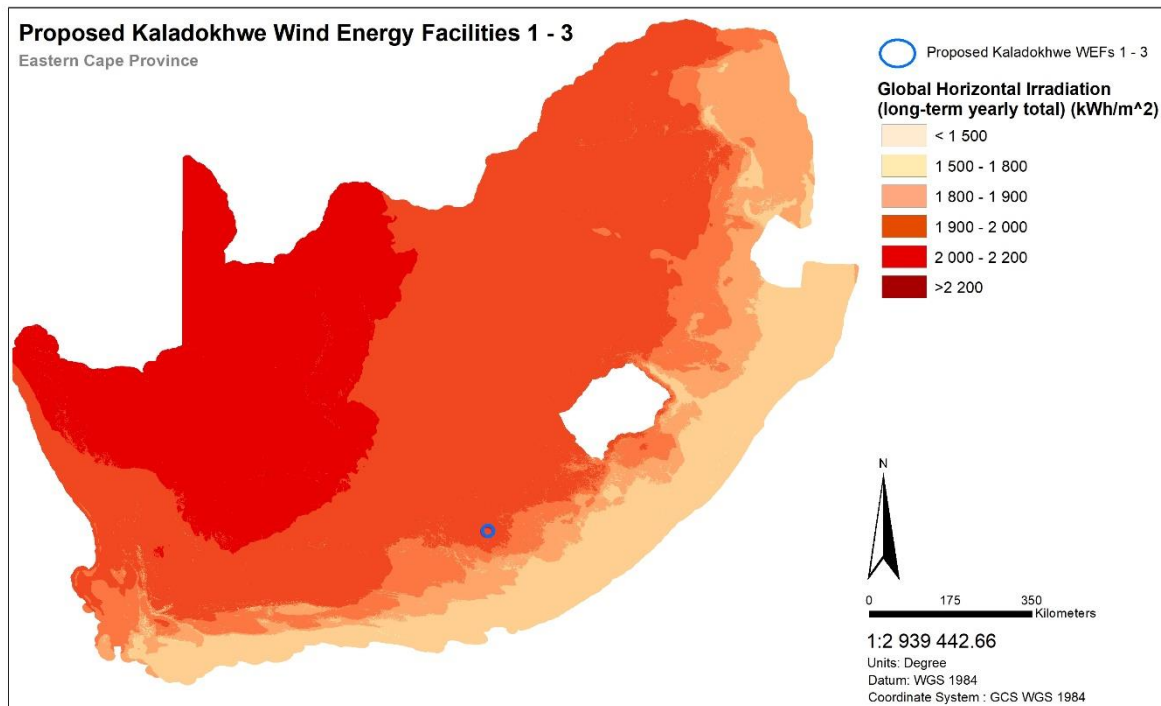 Proposed Kaladokhwe Wind Energy Facilities 1 - 3
Eastern Cape Province
Proposed Kaladokhwe WEFs 1 - 3
Global Horizontal Irradiation
(long-term yearly total) (kWh/m^2)
< 1 500
1 500 - 1 800
1 800 - 1 900
1 900 - 2 000
2 000 - 2 200
>2 200
N
0 175 350
Kilometers
1:2 939 442.66
Units: Degree
Datum: WGS 1984
Coordinate System : GCS WGS 1984